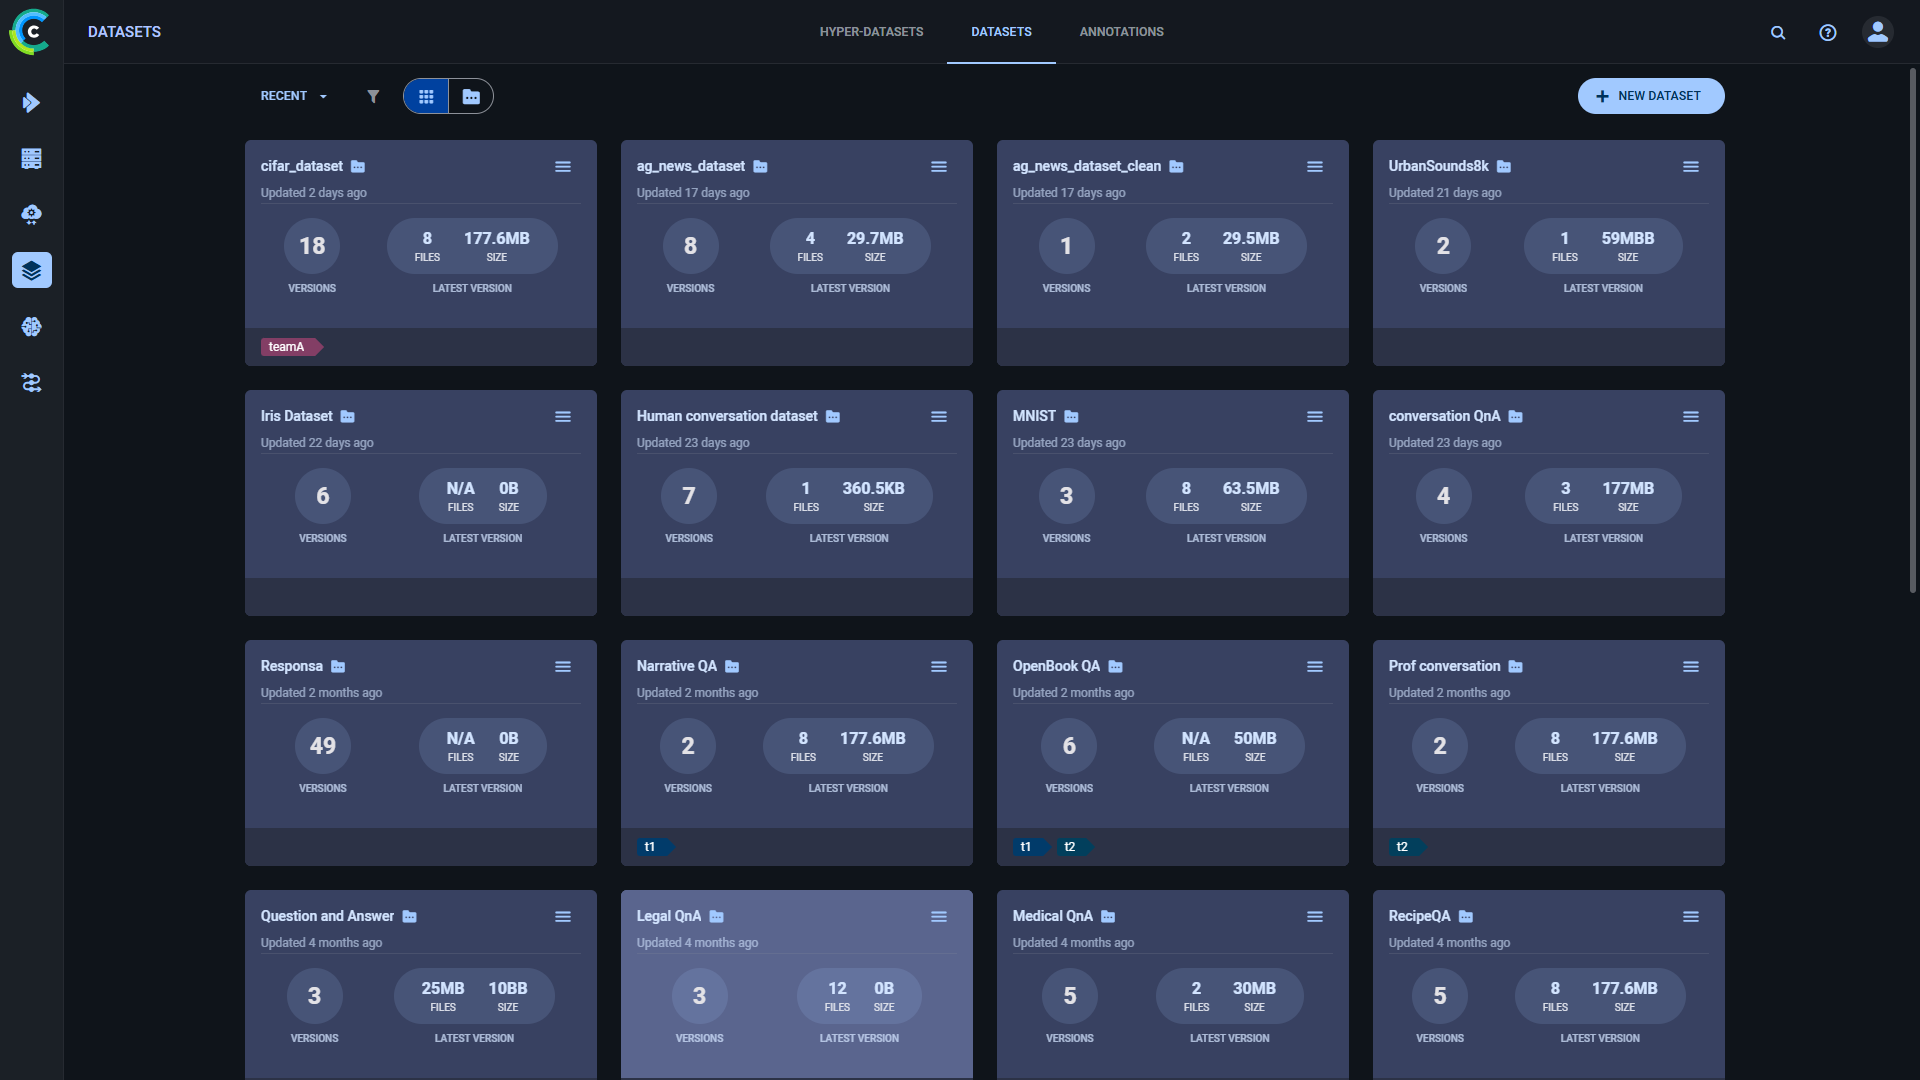 DATASETS
HYPER-DATASETS DATASETS ANNOTATIONS
RECENT
NEW DATASET
cifar_dataset
Updated 2 days ago
18 8 177.6MB
FILES SIZE
VERSIONS LATEST VERSION
teamA
ag_news_dataset
Updated 17 days ago
8 4 29.7MB
FILES SIZE
VERSIONS LATEST VERSION
ag_news_dataset_clean
Updated 17 days ago
1 2 29.5MB
FILES SIZE
VERSIONS LATEST VERSION
UrbanSounds8k
Updated 21 days ago
2 1 59MBB
FILES SIZE
VERSIONS LATEST VERSION
Iris Dataset
Updated 22 days ago
6 N/A 0B
FILES SIZE
VERSIONS LATEST VERSION
Human conversation dataset
Updated 23 days ago
7 1 360.5KB
FILES SIZE
VERSIONS LATEST VERSION
MNIST
Updated 23 days ago
3 8 63.5MB
FILES SIZE
VERSIONS LATEST VERSION
conversation QnA
Updated 23 days ago
4 3 177MB
FILES SIZE
VERSIONS LATEST VERSION
Responsa
Updated 2 months ago
49 N/A 0B
FILES SIZE
VERSIONS LATEST VERSION
Narrative QA
Updated 2 months ago
2 8 177.6MB
FILES SIZE
VERSIONS LATEST VERSION
t1
OpenBook QA
Updated 2 months ago
6 N/A 50MB
FILES SIZE
VERSIONS LATEST VERSION
t1 t2
Prof conversation
Updated 2 months ago
2 8 177.6MB
FILES SIZE
VERSIONS LATEST VERSION
t2
Question and Answer
Updated 4 months ago
3 25MB 10BB
FILES SIZE
VERSIONS LATEST VERSION
Legal QnA
Updated 4 months ago
3 12 0B
FILES SIZE
VERSIONS LATEST VERSION
Medical QnA
Updated 4 months ago
5 2 30MB
FILES SIZE
VERSIONS LATEST VERSION
RecipeQA
Updated 4 months ago
5 8 177.6MB
FILES SIZE
VERSIONS LATEST VERSION